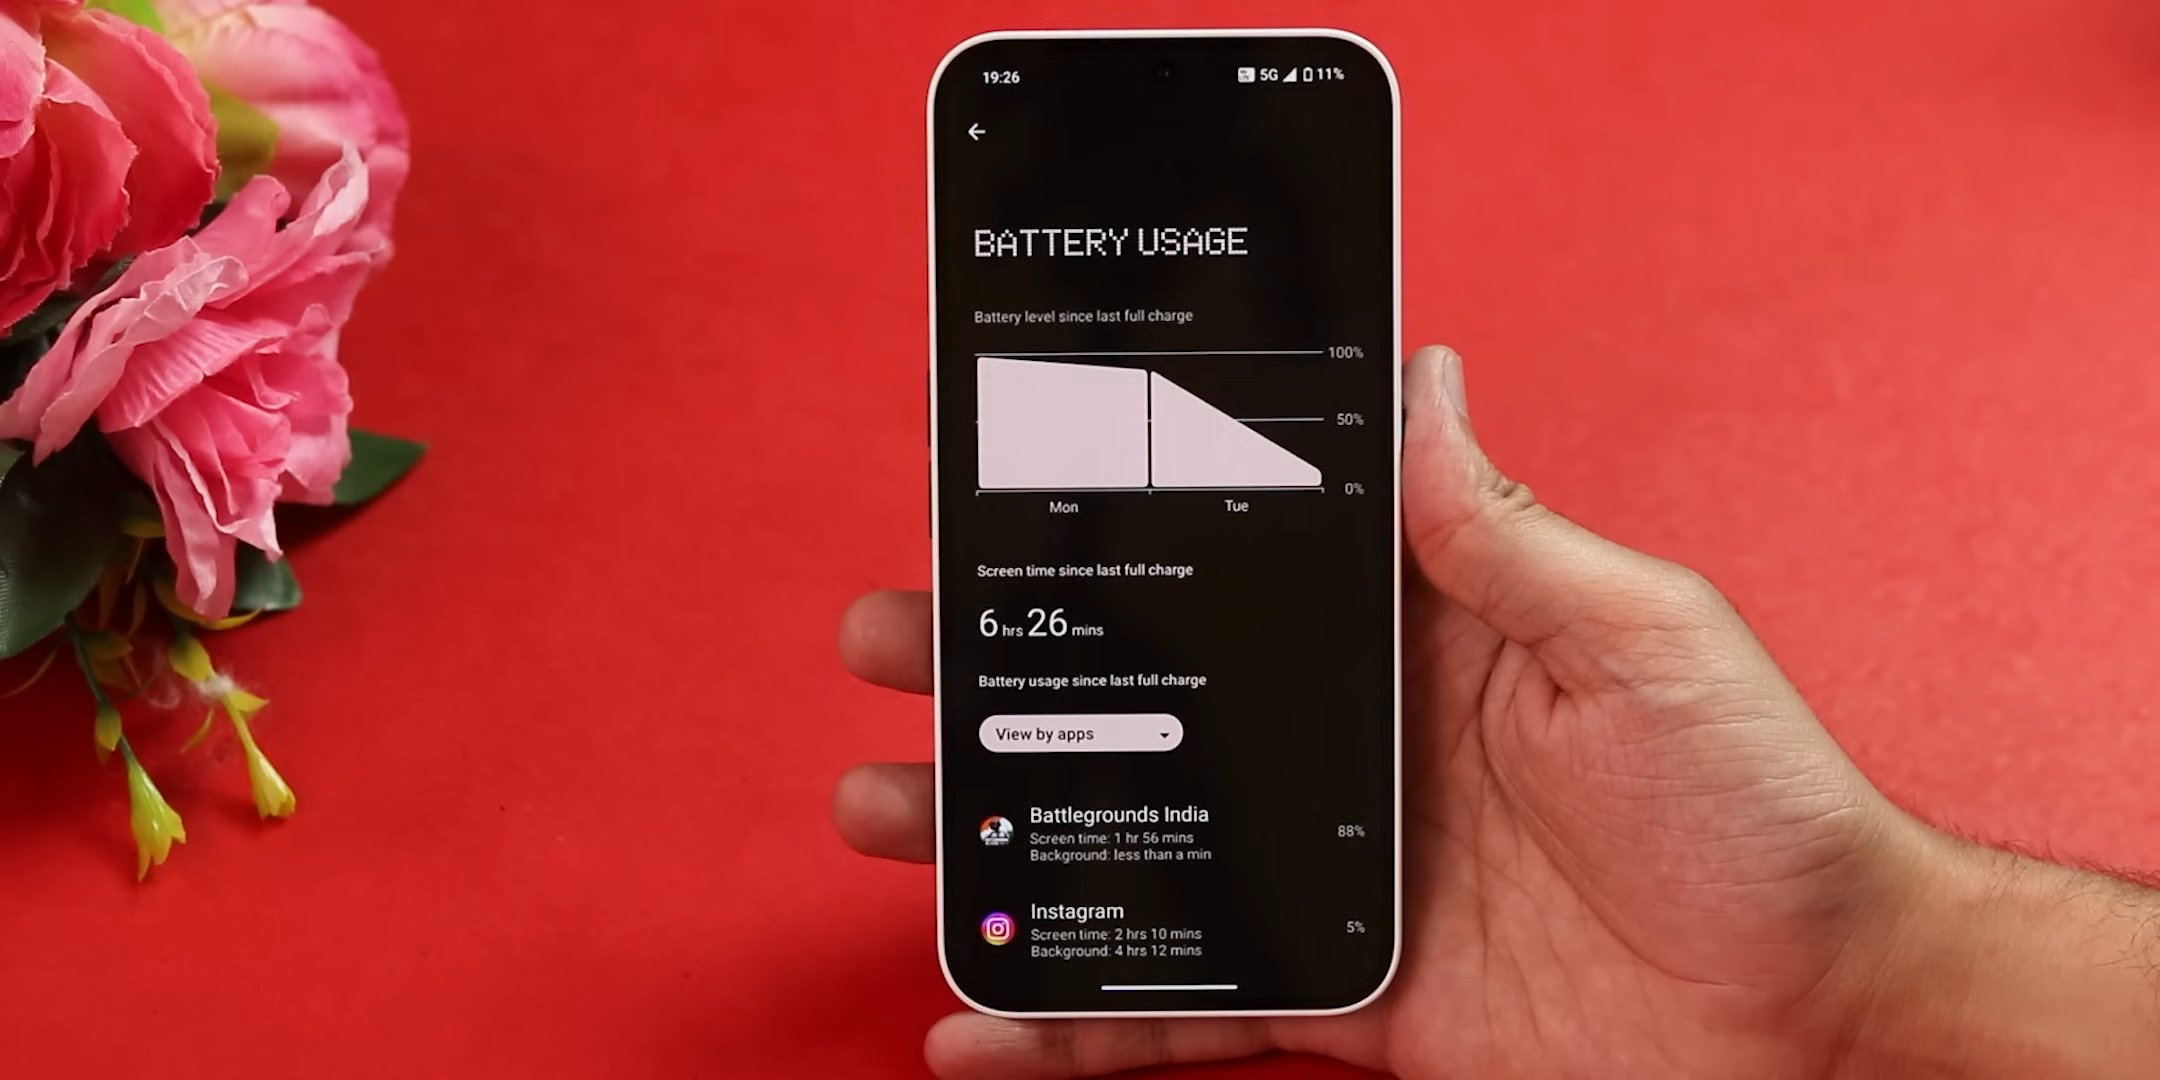 19:26
5G 11%
BATTERY USAGE
Battery level since last full charge
100%
50%
0%
Mon Tue
Screen time since last full charge
6 hrs 26 mins
Battery usage since last full charge
View by apps
Battlegrounds India
Screen time: 1 hr 56 mins
88%
Background: less than a min
Instagram
Screen time: 2 hrs 10 mins
5%
Background: 4 hrs 12 mins